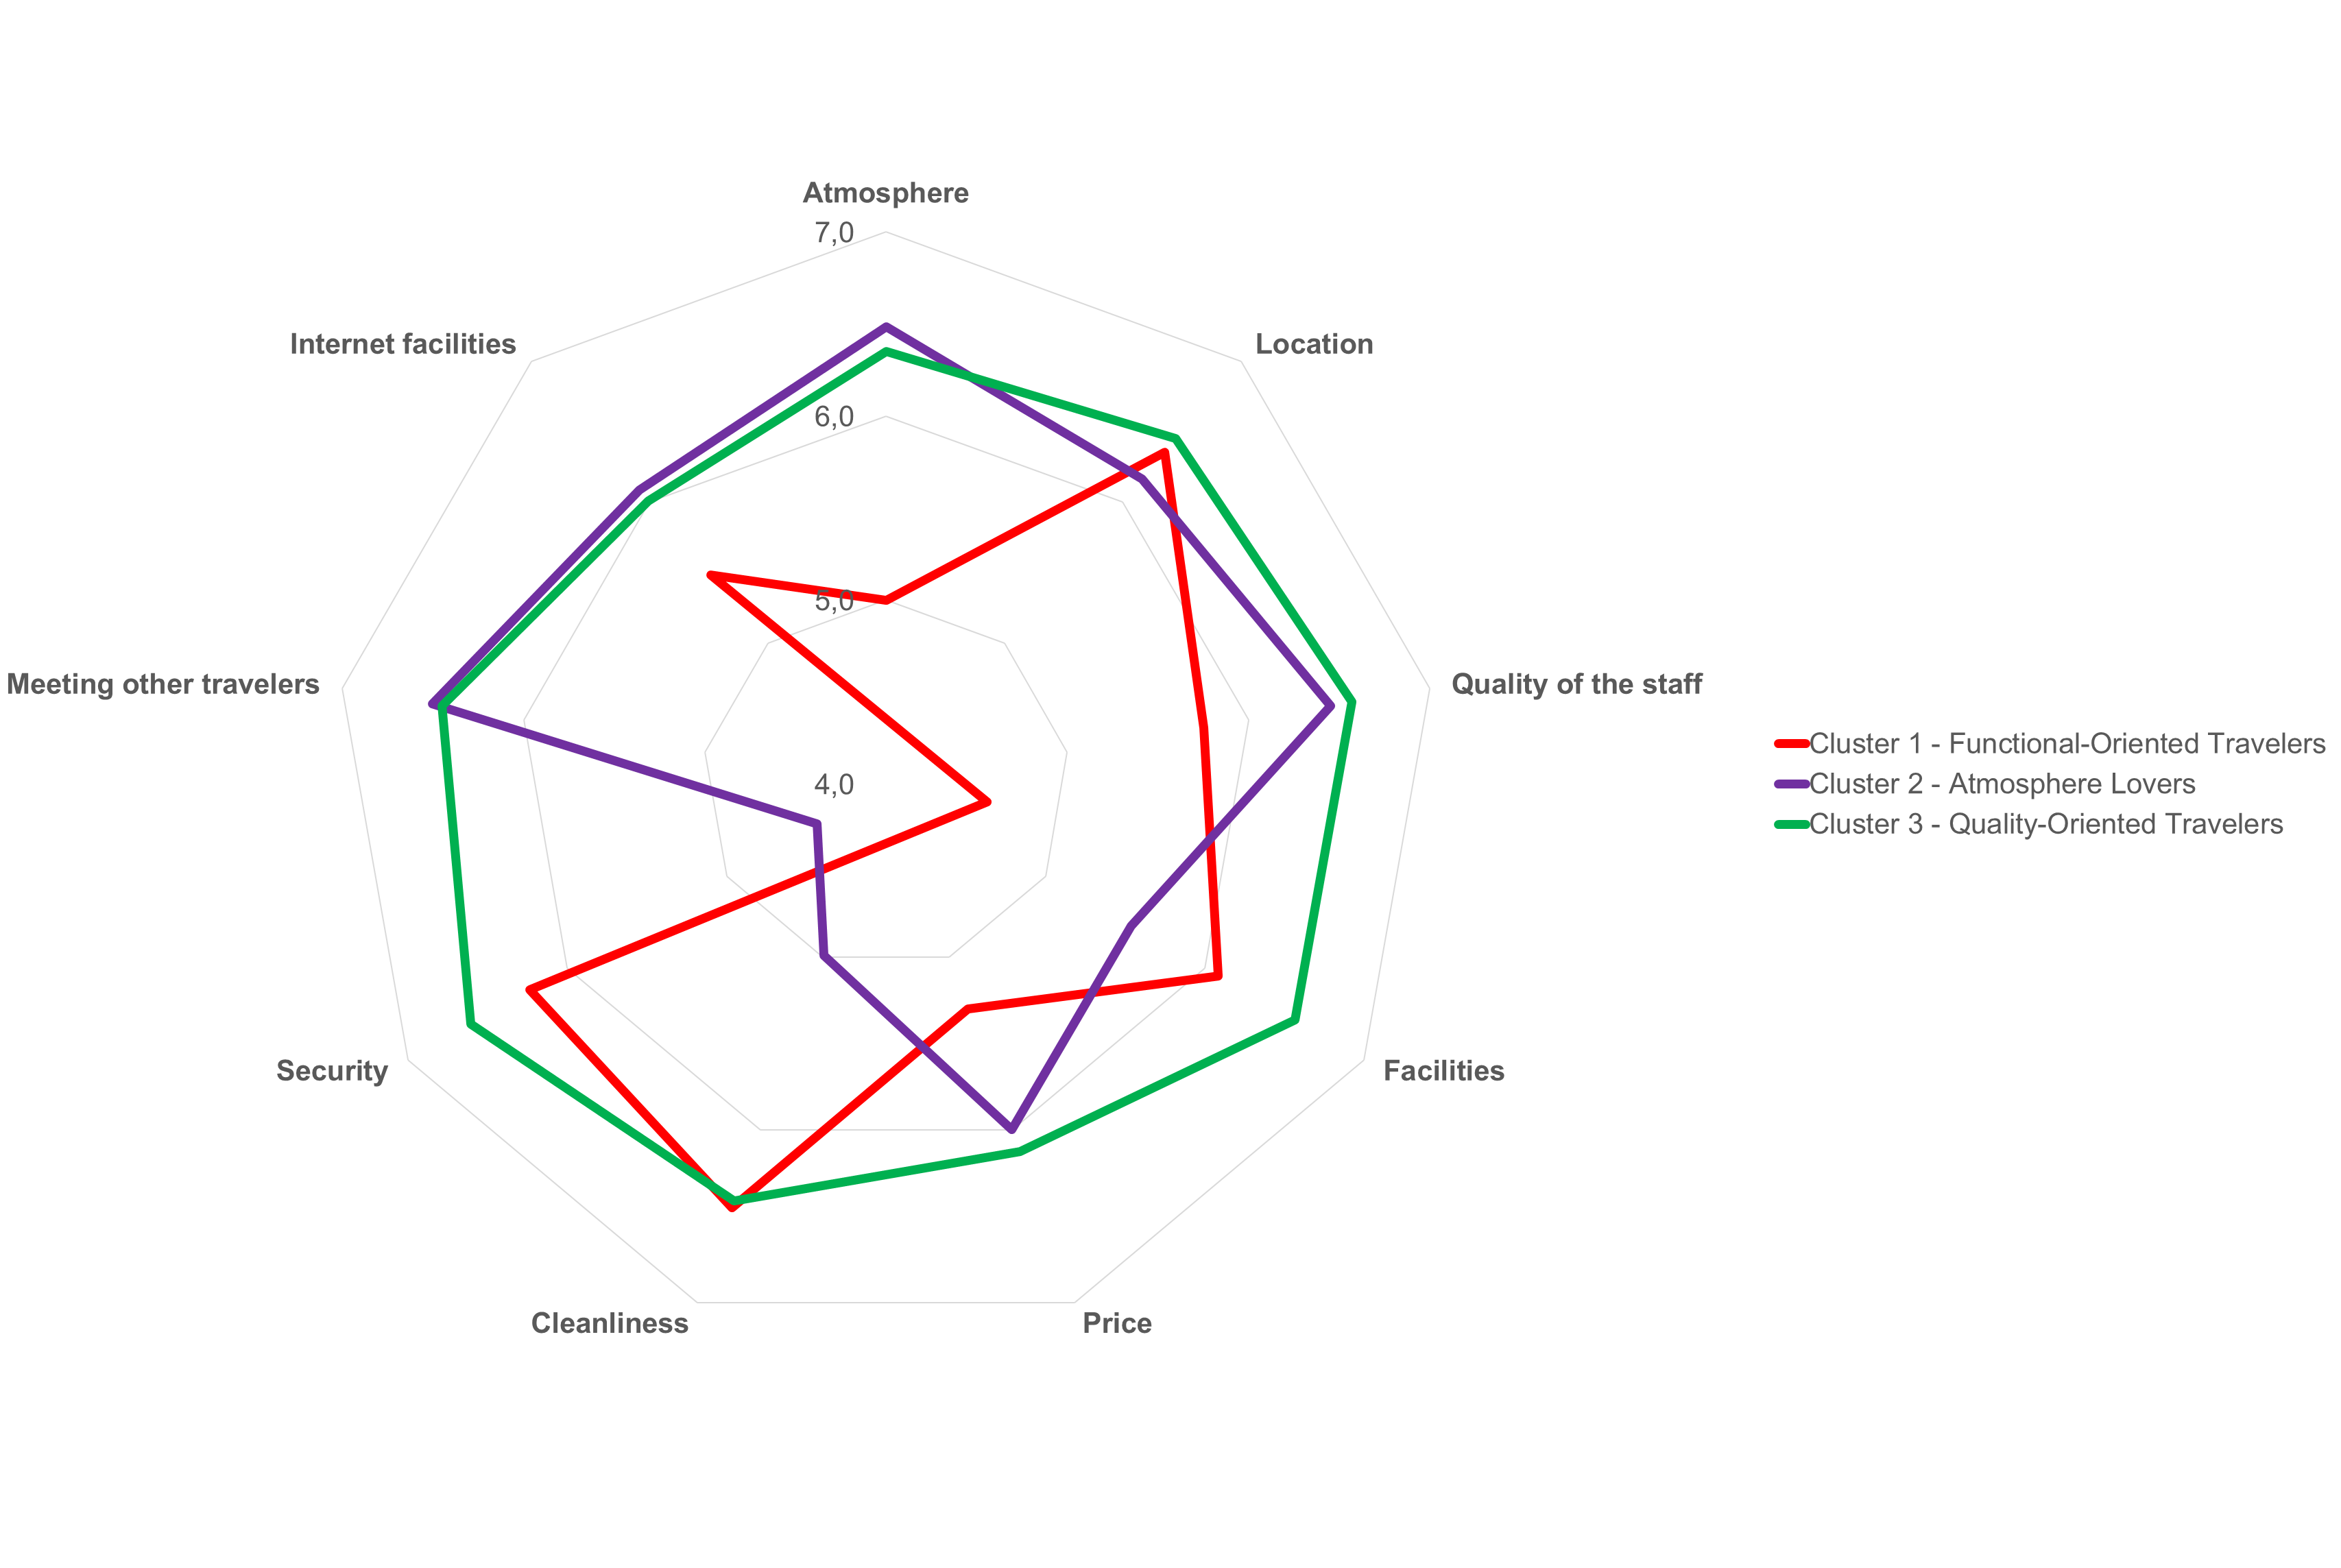 Atmosphere
7,0
Internet facilities
Location
6,0
5,0
Meeting other travelers
Quality of the staff
4,0
Cluster 1 - Functional-Oriented Travelers
Cluster 2 - Atmosphere Lovers
Cluster 3 - Quality-Oriented Travelers
Security
Facilities
Cleanliness
Price